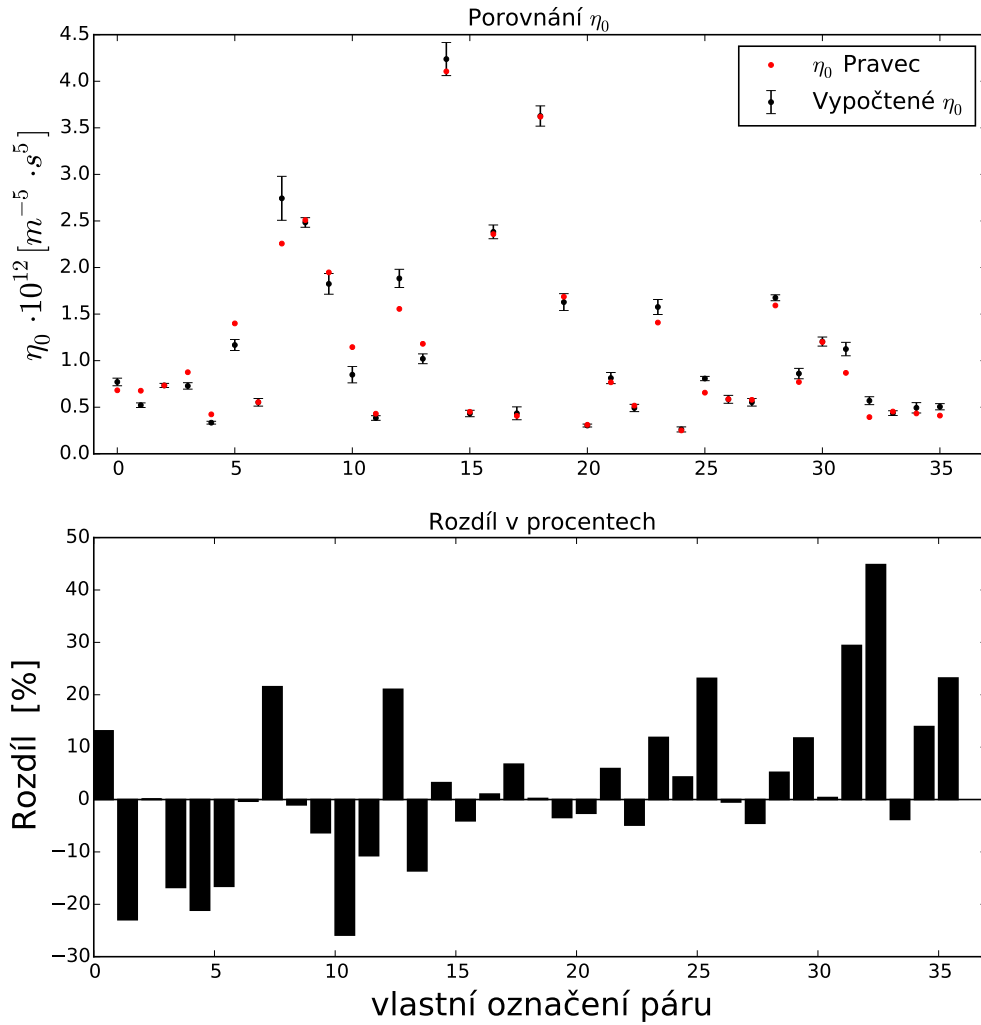 Porovnání η₀
4.5
4.0
3.5
3.0
2.5
2.0
1.5
1.0
0.5
0.0
η₀ · 10¹² [m⁻⁵ · s⁵]
η₀ Pravec
Vypočtené η₀
0 5 10 15 20 25 30 35
Rozdíl v procentech
50
40
30
20
10
0
−10
−20
−30
Rozdíl [%]
0 5 10 15 20 25 30 35
vlastní označení páru